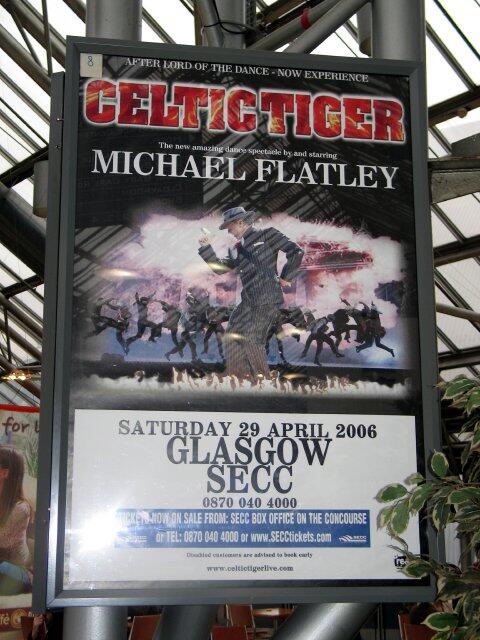 8
AFTER LORD OF THE DANCE - NOW EXPERIENCE
CELTIC TIGER
The new amazing dance spectacle by and starring
MICHAEL FLATLEY
SATURDAY 29 APRIL 2006
GLASGOW
SECC
0870 040 4000
TICKETS NOW ON SALE FROM: SECC BOX OFFICE ON THE CONCOURSE
or TEL: 0870 040 4000 or www.SECCtickets.com
Disabled customers are advised to book early
www.celtictigerlive.com
for